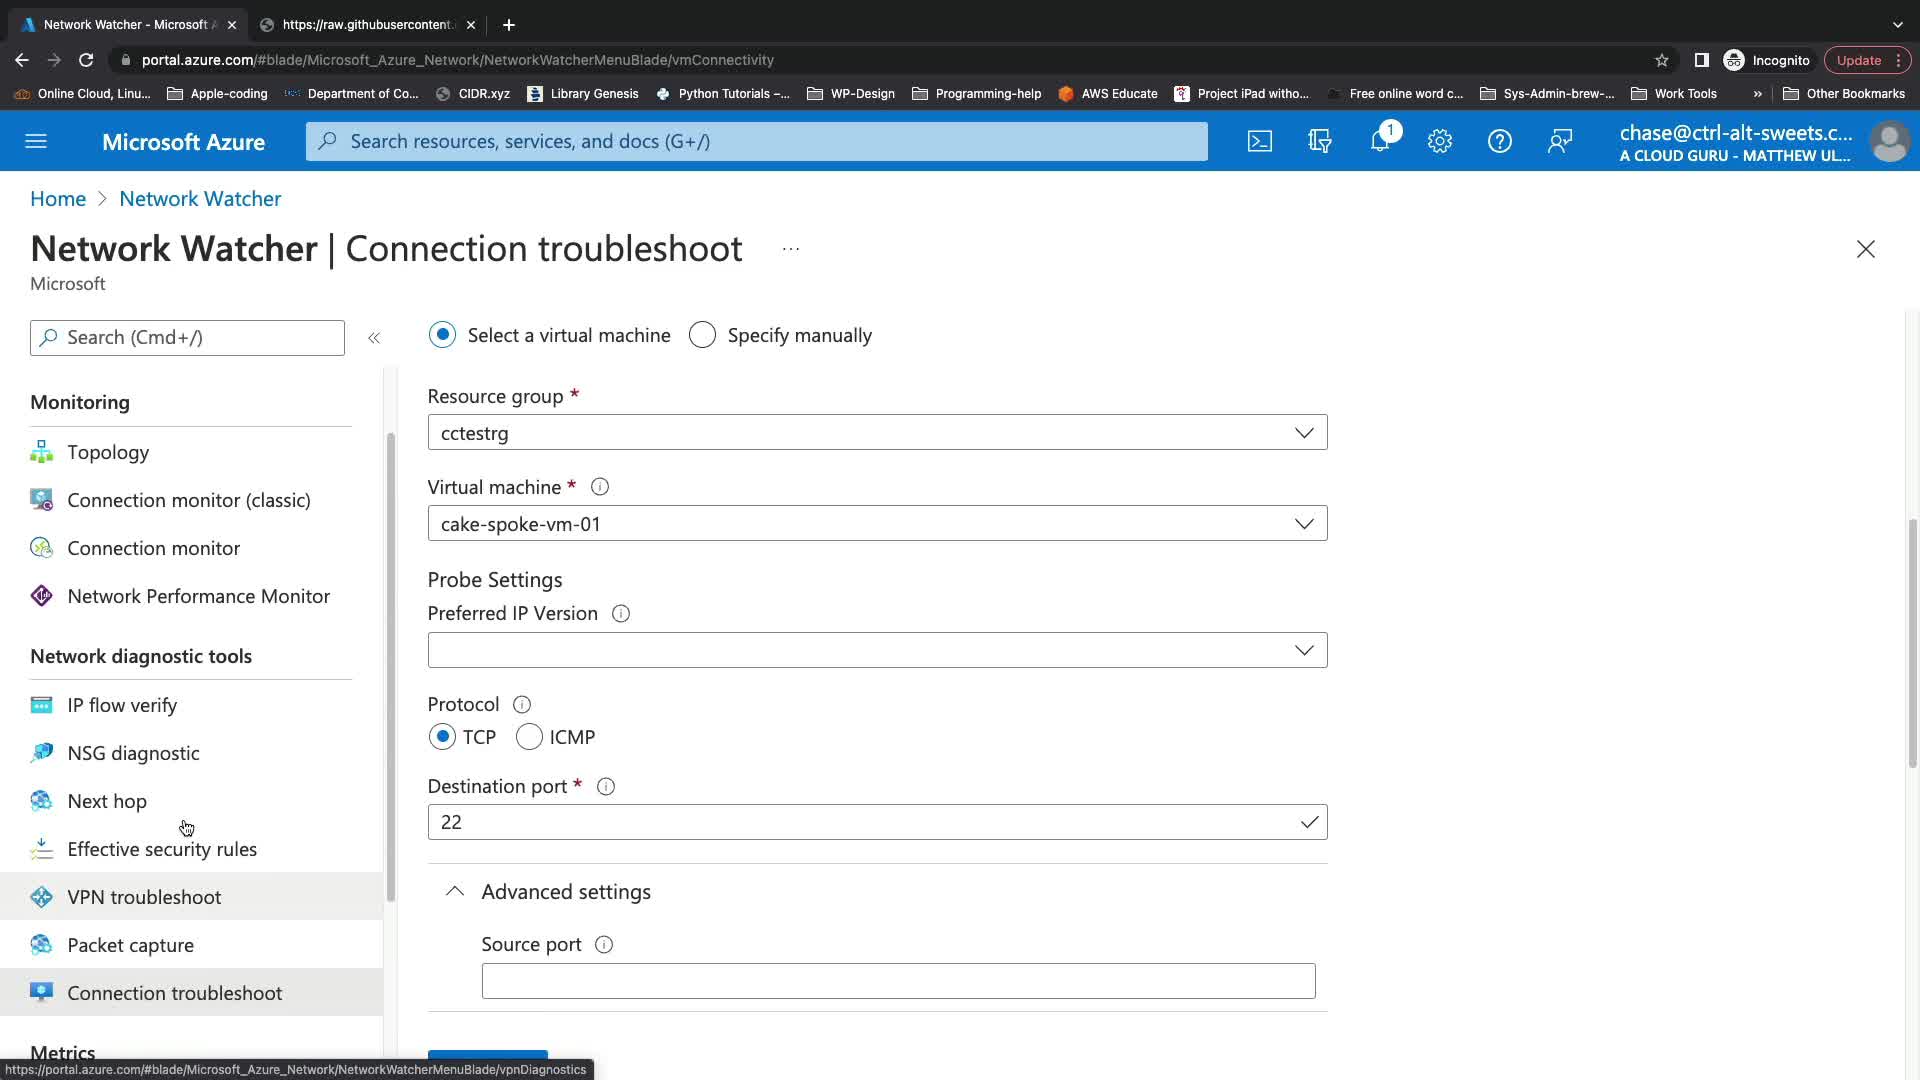 Network Watcher - Microsoft A
https://raw.githubusercontent.
portal.azure.com/#blade/Microsoft_Azure_Network/NetworkWatcherMenuBlade/vmConnectivity
Incognito
Update
Online Cloud, Linu...
Apple-coding
Department of Co...
CIDR.xyz
Library Genesis
Python Tutorials –...
WP-Design
Programming-help
AWS Educate
Project iPad witho...
Free online word c...
Sys-Admin-brew-...
Work Tools
»
Other Bookmarks
Microsoft Azure
Search resources, services, and docs (G+/)
1
chase@ctrl-alt-sweets.c...
A CLOUD GURU - MATTHEW UL...
Home > Network Watcher
Network Watcher | Connection troubleshoot ...
Microsoft
Search (Cmd+/)
«
Monitoring
Topology
Connection monitor (classic)
Connection monitor
Network Performance Monitor
Network diagnostic tools
IP flow verify
NSG diagnostic
Next hop
Effective security rules
VPN troubleshoot
Packet capture
Connection troubleshoot
Metrics
Select a virtual machine
Specify manually
Resource group *
cctestrg
Virtual machine *
cake-spoke-vm-01
Probe Settings
Preferred IP Version
Protocol
TCP
ICMP
Destination port *
22
Advanced settings
Source port
https://portal.azure.com/#blade/Microsoft_Azure_Network/NetworkWatcherMenuBlade/vpnDiagnostics